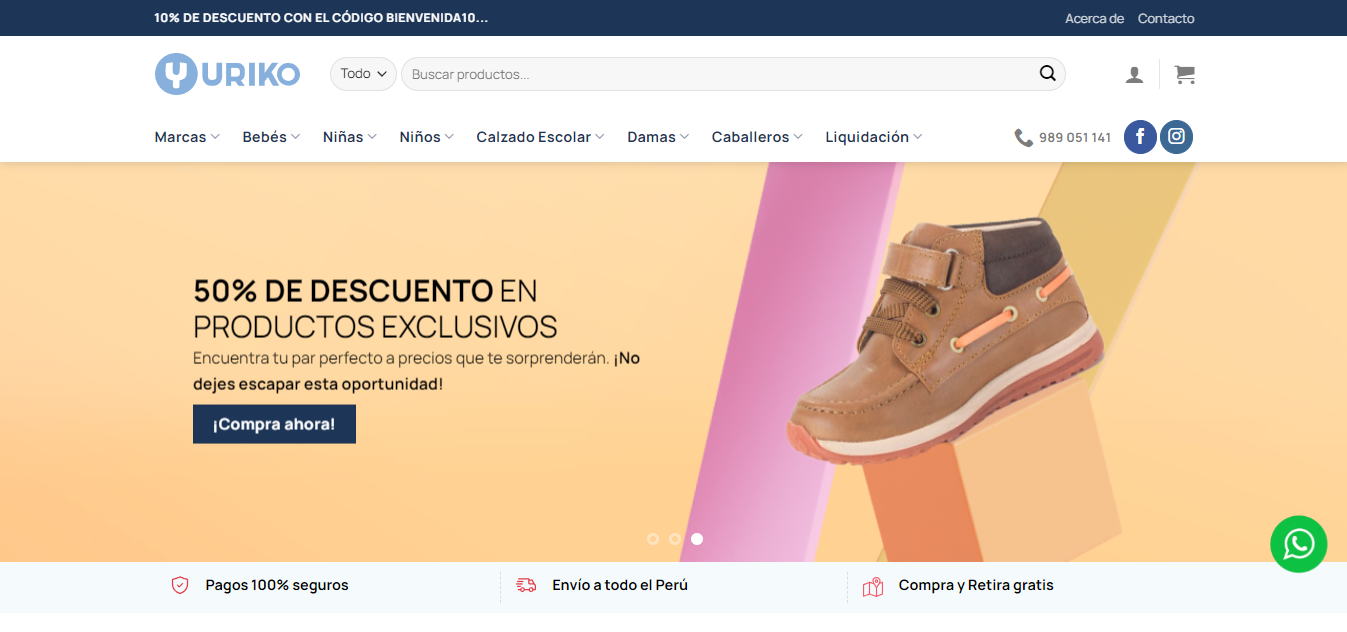 10% DE DESCUENTO CON EL CÓDIGO BIENVENIDA10...
Acerca de Contacto
YURIKO
Todo
Buscar productos...
Marcas Bebés Niñas Niños Calzado Escolar Damas Caballeros Liquidación
989 051 141
50% DE DESCUENTO EN
PRODUCTOS EXCLUSIVOS
Encuentra tu par perfecto a precios que te sorprenderán. ¡No
dejes escapar esta oportunidad!
¡Compra ahora!
Pagos 100% seguros
Envío a todo el Perú
Compra y Retira gratis